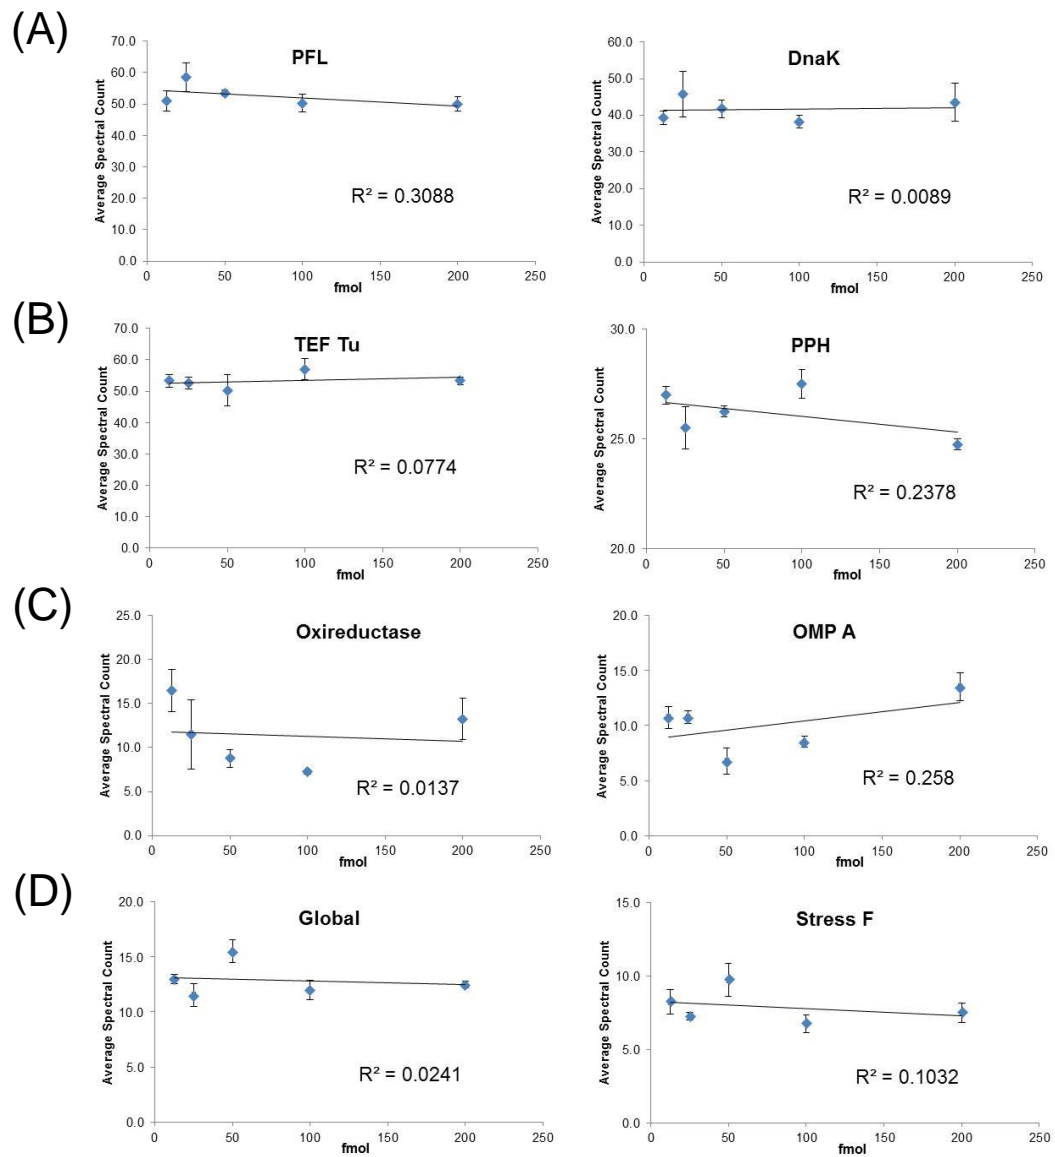 (A)
PFL
Average Spectral Count
70.0
60.0
50.0
40.0
30.0
20.0
10.0
0.0
R² = 0.3088
0 50 100 150 200 250
fmol
DnaK
Average Spectral Count
60.0
50.0
40.0
30.0
20.0
10.0
0.0
R² = 0.0089
0 50 100 150 200 250
fmol
(B)
TEF Tu
Average Spectral Count
70.0
60.0
50.0
40.0
30.0
20.0
10.0
0.0
R² = 0.0774
0 50 100 150 200 250
fmol
PPH
Average Spectral Count
30.0
25.0
20.0
R² = 0.2378
0 50 100 150 200 250
fmol
(C)
Oxireductase
Average Spectral Count
25.0
20.0
15.0
10.0
5.0
0.0
R² = 0.0137
0 50 100 150 200 250
fmol
OMP A
Average Spectral Count
20.0
15.0
10.0
5.0
0.0
R² = 0.258
0 50 100 150 200 250
fmol
(D)
Global
Average Spectral Count
20.0
15.0
10.0
5.0
0.0
R² = 0.0241
0 50 100 150 200 250
fmol
Stress F
Average Spectral Count
15.0
10.0
5.0
0.0
R² = 0.1032
0 50 100 150 200 250
fmol